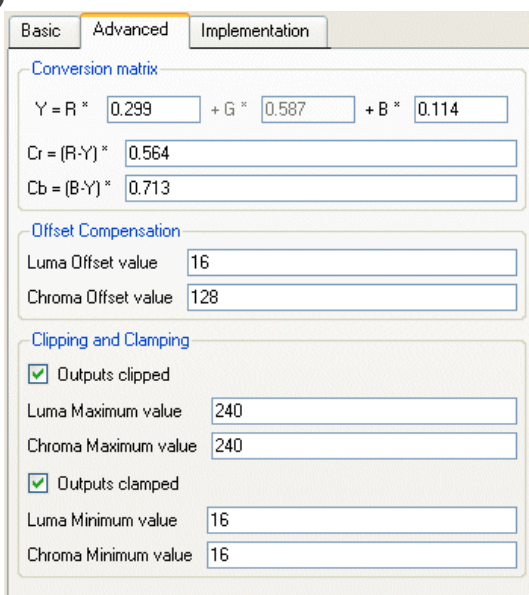 Basic Advanced Implementation
Conversion matrix
Y = R * 0.299 + G * 0.587 + B * 0.114
Cr = (R-Y) * 0.564
Cb = (B-Y) * 0.713
Offset Compensation
Luma Offset value 16
Chroma Offset value 128
Clipping and Clamping
Outputs clipped
Luma Maximum value 240
Chroma Maximum value 240
Outputs clamped
Luma Minimum value 16
Chroma Minimum value 16